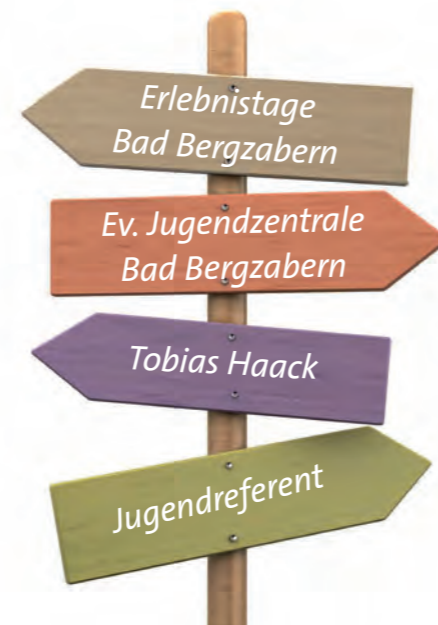 Erlebnistage
Bad Bergzabern
Ev. Jugendzentrale
Bad Bergzabern
Tobias Haack
Jugendreferent